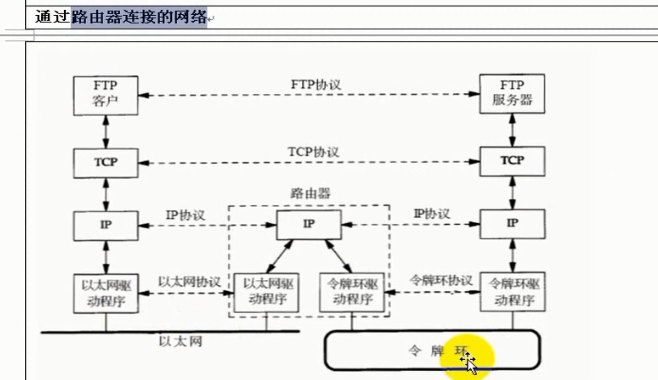 通过路由器连接的网络
FTP
客户
FTP协议
FTP
服务器
TCP
TCP协议
TCP
路由器
IP
IP协议
IP
IP协议
IP
以太网驱
动程序
以太网协议
以太网驱
动程序
令牌环驱
动程序
令牌环协议
令牌环驱
动程序
以太网
令牌环